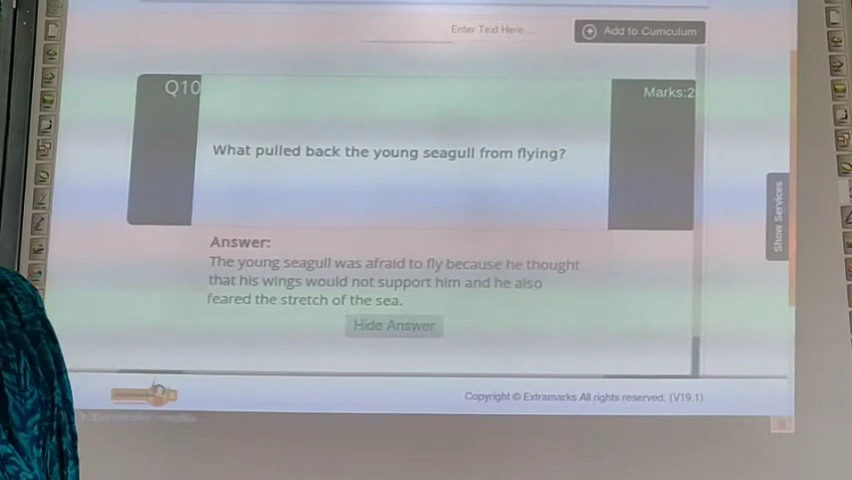 Enter Text Here...
Add to Curriculum
Q10
Marks:2
What pulled back the young seagull from flying?
Show Services
Answer:
The young seagull was afraid to fly because he thought
that his wings would not support him and he also
feared the stretch of the sea.
Hide Answer
Copyright © Extramarks All rights reserved. (V19.1)